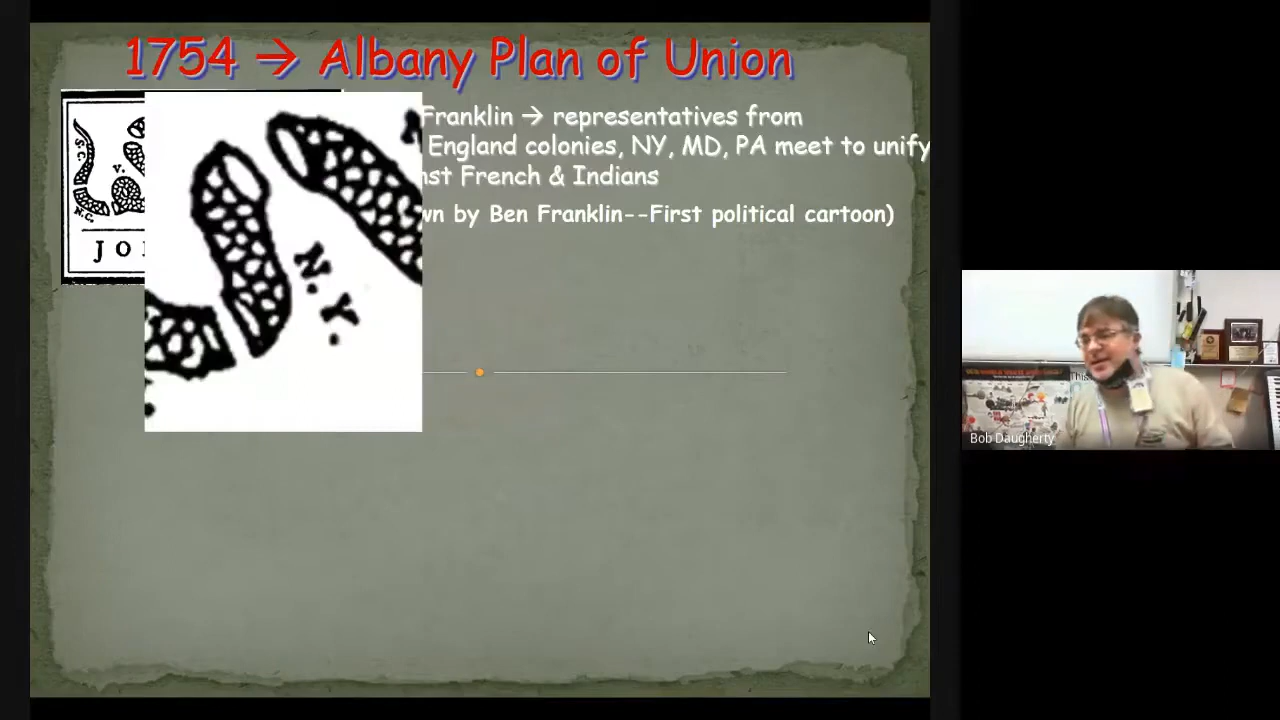 1754 → Albany Plan of Union
Franklin → representatives from
England colonies, NY, MD, PA meet to unify
nst French & Indians
wn by Ben Franklin--First political cartoon)
S.C.
V.
N.C.
JO
N.Y.
Bob Daugherty